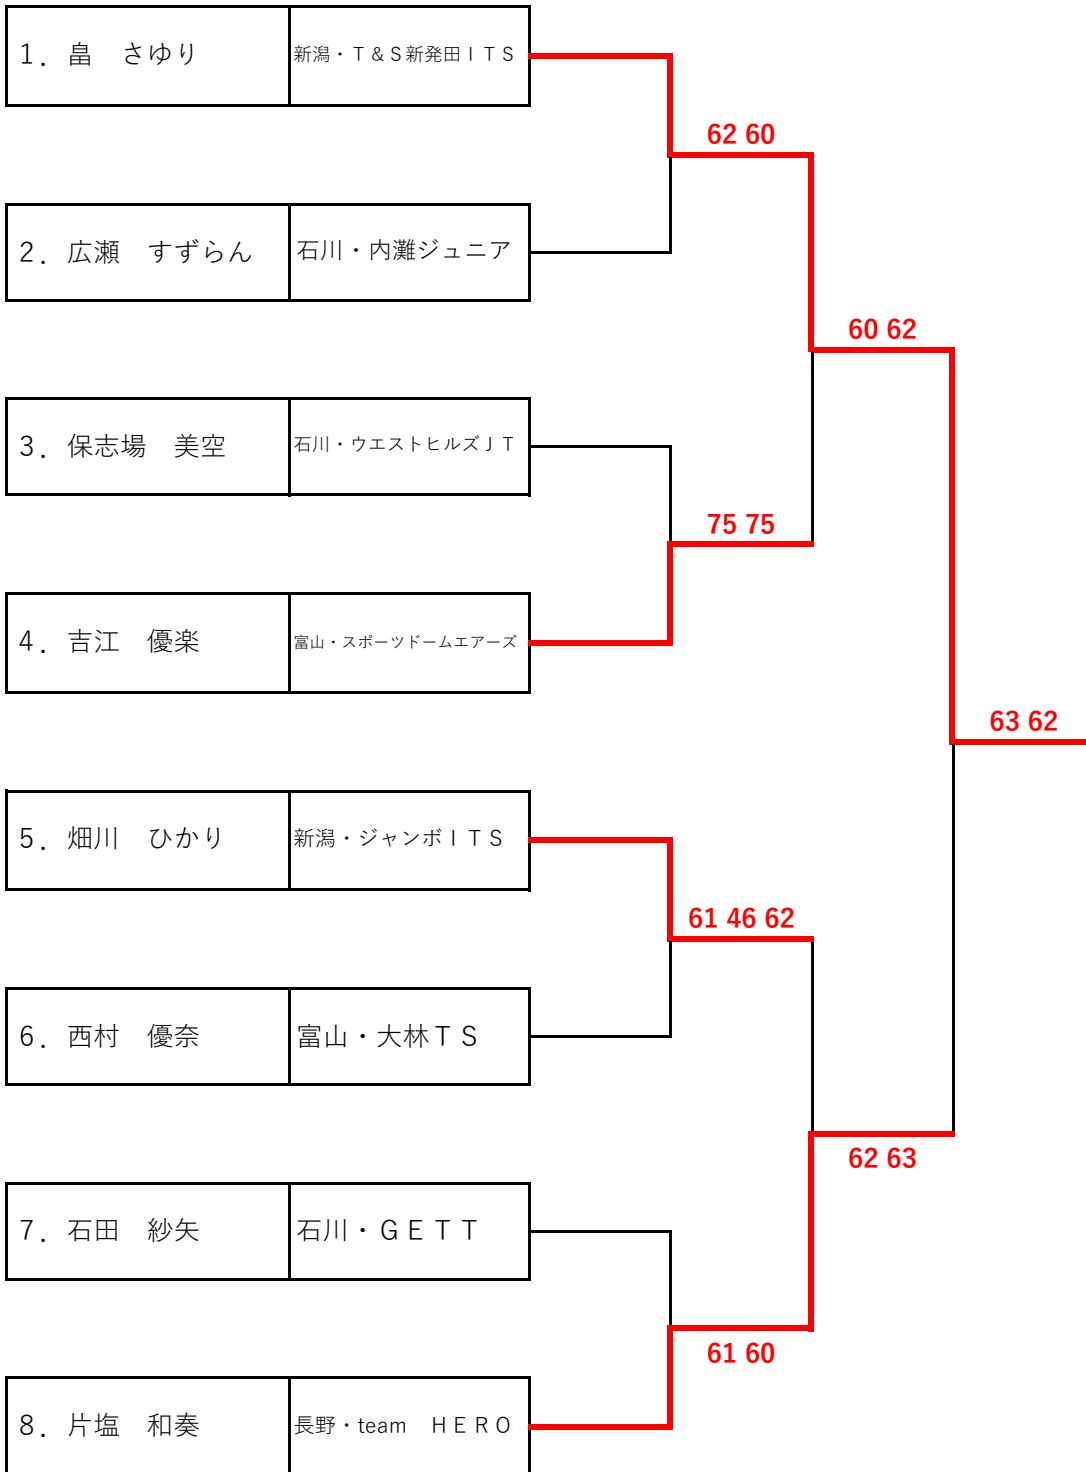 1．畠　さゆり 新潟・Ｔ＆Ｓ新発田ＩＴＳ
62 60
2．広瀬　すずらん 石川・内灘ジュニア
60 62
3．保志場　美空 石川・ウエストヒルズＪＴ
75 75
4．吉江　優楽 富山・スポーツドームエアーズ
63 62
5．畑川　ひかり 新潟・ジャンボＩＴＳ
61 46 62
6．西村　優奈 富山・大林ＴＳ
62 63
7．石田　紗矢 石川・ＧＥＴＴ
61 60
8．片塩　和奏 長野・team　ＨＥＲＯ